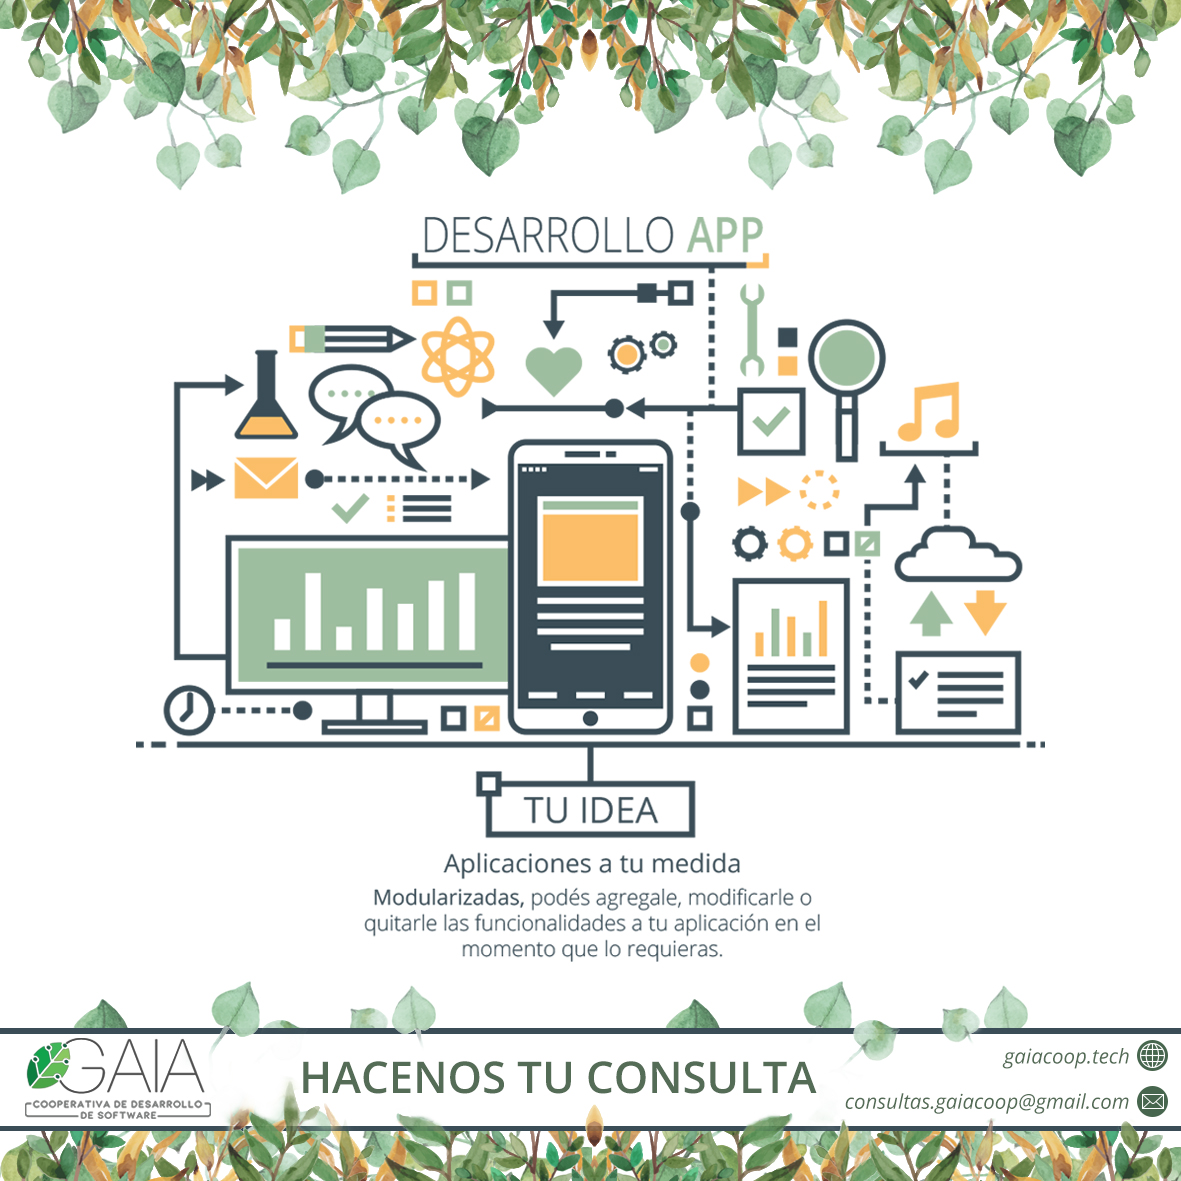 DESARROLLO APP
TU IDEA
Aplicaciones a tu medida
Modularizadas, podés agregale, modificarle o
quitarle las funcionalidades a tu aplicación en el
momento que lo requieras.
GAIA
COOPERATIVA DE DESARROLLO
DE SOFTWARE
HACENOS TU CONSULTA
gaiacoop.tech
consultas.gaiacoop@gmail.com